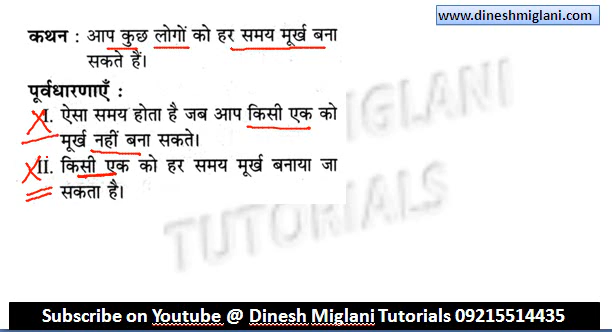 www.dineshmiglani.com
कथन : आप कुछ लोगों को हर समय मूर्ख बना
सकते हैं।
पूर्वधारणाएँ :
I. ऐसा समय होता है जब आप किसी एक को
मूर्ख नहीं बना सकते।
II. किसी एक को हर समय मूर्ख बनाया जा
सकता है।
MIGLANI
TUTORIALS
Subscribe on Youtube @ Dinesh Miglani Tutorials 09215514435